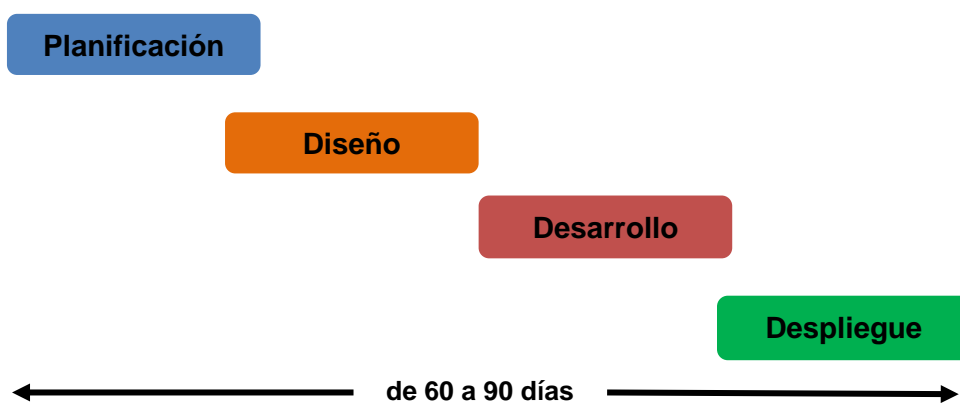 Planificación
Diseño
Desarrollo
Despliegue
de 60 a 90 días